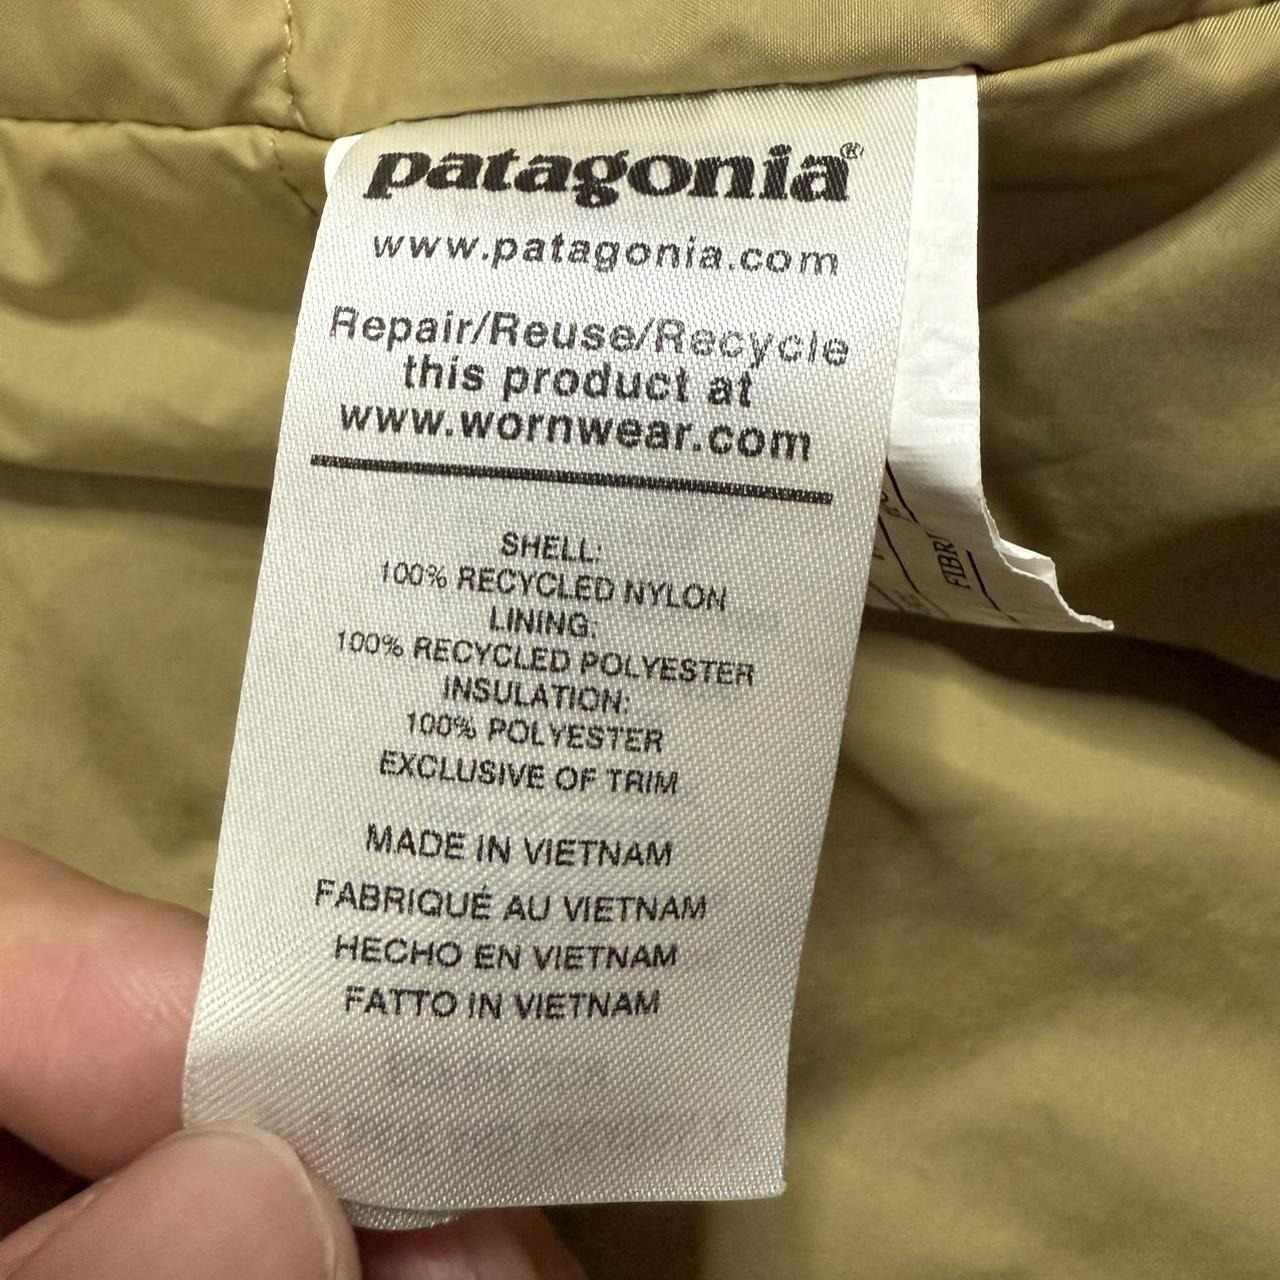 patagonia®
www.patagonia.com
Repair/Reuse/Recycle
this product at
www.wornwear.com
SHELL:
100% RECYCLED NYLON
LINING:
100% RECYCLED POLYESTER
INSULATION:
100% POLYESTER
EXCLUSIVE OF TRIM
MADE IN VIETNAM
FABRIQUÉ AU VIETNAM
HECHO EN VIETNAM
FATTO IN VIETNAM